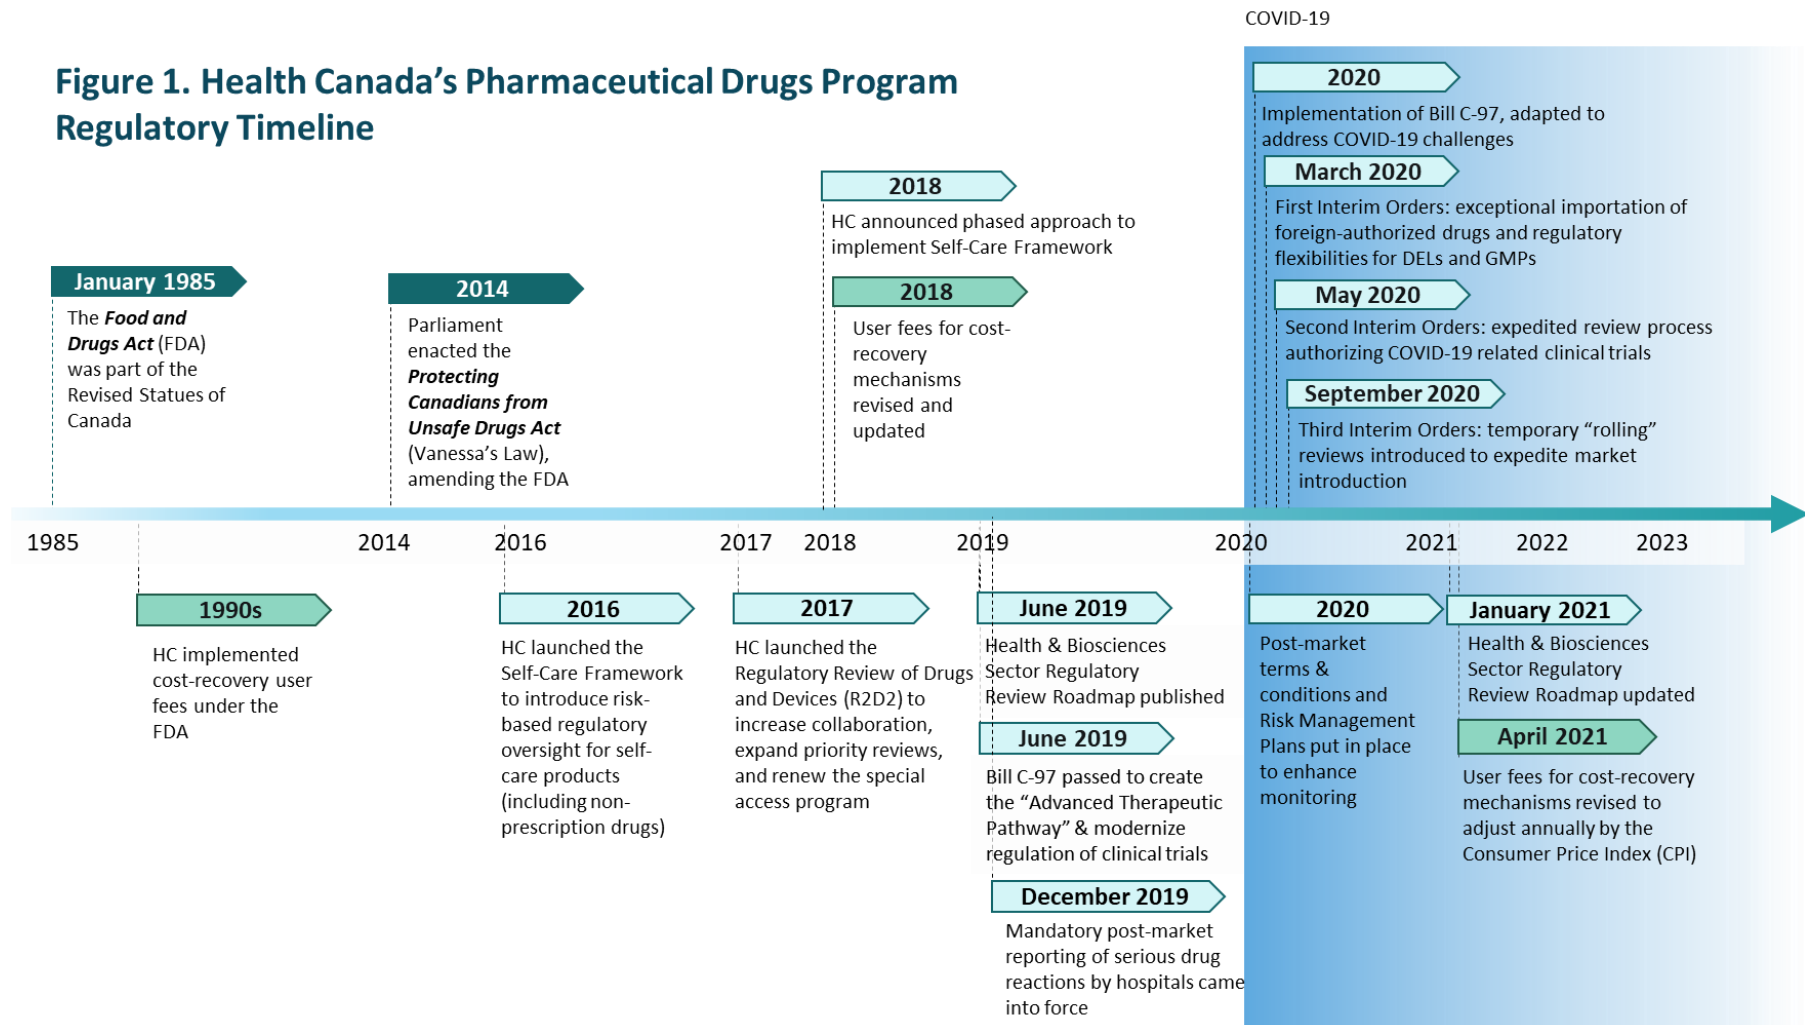 COVID-19
Figure 1. Health Canada's Pharmaceutical Drugs Program
Regulatory Timeline
2020
Implementation of Bill C-97, adapted to
address COVID-19 challenges
March 2020
First Interim Orders: exceptional importation of
foreign-authorized drugs and regulatory
flexibilities for DELs and GMPs
May 2020
Second Interim Orders: expedited review process
authorizing COVID-19 related clinical trials
September 2020
Third Interim Orders: temporary “rolling”
reviews introduced to expedite market
introduction
2018
HC announced phased approach to
implement Self-Care Framework
2018
User fees for cost-
recovery
mechanisms
revised and
updated
January 1985
The Food and
Drugs Act (FDA)
was part of the
Revised Statues of
Canada
2014
Parliament
enacted the
Protecting
Canadians from
Unsafe Drugs Act
(Vanessa's Law),
amending the FDA
1985 2014 2016 2017 2018 2019 2020 2021 2022 2023
1990s
HC implemented
cost-recovery user
fees under the
FDA
2016
HC launched the
Self-Care Framework
to introduce risk-
based regulatory
oversight for self-
care products
(including non-
prescription drugs)
2017
HC launched the
Regulatory Review of Drugs
and Devices (R2D2) to
increase collaboration,
expand priority reviews,
and renew the special
access program
June 2019
Health & Biosciences
Sector Regulatory
Review Roadmap published
June 2019
Bill C-97 passed to create
the “Advanced Therapeutic
Pathway” & modernize
regulation of clinical trials
December 2019
Mandatory post-market
reporting of serious drug
reactions by hospitals came
into force
2020
Post-market
terms &
conditions and
Risk Management
Plans put in place
to enhance
monitoring
January 2021
Health & Biosciences
Sector Regulatory
Review Roadmap updated
April 2021
User fees for cost-recovery
mechanisms revised to
adjust annually by the
Consumer Price Index (CPI)